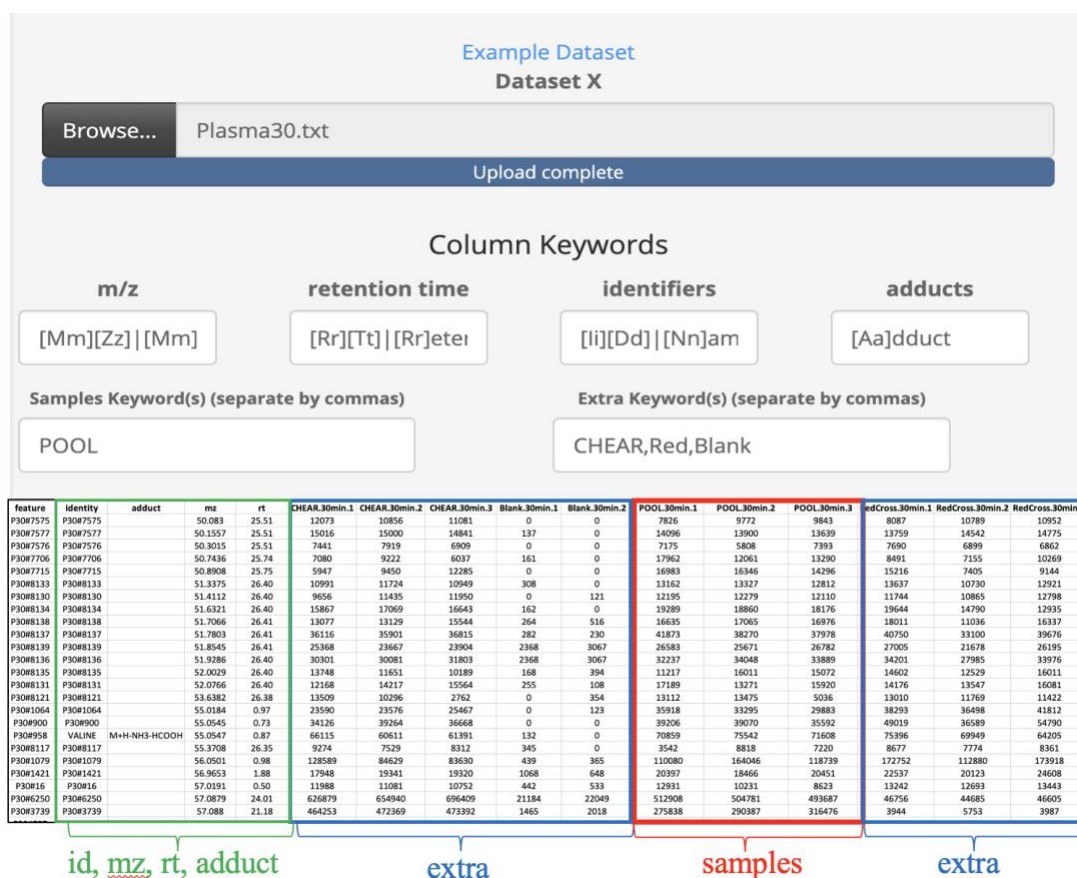 Example Dataset
Dataset X
Browse... Plasma30.txt
Upload complete
Column Keywords
m/z retention time identifiers adducts
[Mm][Zz]|[Mm] [Rr][Tt]|[Rr]eter [Ii][Dd]|[Nn]am [Aa]dduct
Samples Keyword(s) (separate by commas) Extra Keyword(s) (separate by commas)
POOL CHEAR,Red,Blank
feature identity adduct mz rt CHEAR.30min.1 CHEAR.30min.2 CHEAR.30min.3 Blank.30min.1 Blank.30min.2 POOL.30min.1 POOL.30min.2 POOL.30min.3 edCross.30min.1 RedCross.30min.2 RedCross.30min
P30#7575 P30#7575 50.083 25.51 12073 10856 11081 0 0 7826 9772 9843 8087 10789 10952
P30#7577 P30#7577 50.1557 25.51 15016 15000 14841 137 0 14096 13900 13639 13759 14542 14775
P30#7576 P30#7576 50.3015 25.51 7441 7919 6909 0 0 7175 5808 7393 7690 6899 6862
P30#7706 P30#7706 50.7436 25.74 7080 9222 6037 161 0 17962 12061 13290 8491 7155 10269
P30#7715 P30#7715 50.8908 25.75 5947 9450 12285 0 0 16983 16346 14296 15216 7405 9144
P30#8133 P30#8133 51.3375 26.40 10991 11724 10949 308 0 13162 13327 12812 13637 10730 12921
P30#8130 P30#8130 51.4112 26.40 9656 11435 11950 0 121 12195 12279 12110 11744 10865 12798
P30#8134 P30#8134 51.6321 26.40 15867 17069 16643 162 0 19289 18860 18176 19644 14790 12935
P30#8138 P30#8138 51.7066 26.41 13077 13129 15544 264 516 16635 17065 16976 18011 11036 16337
P30#8137 P30#8137 51.7803 26.41 36116 35901 36815 282 230 41873 38270 37978 40750 33100 39676
P30#8139 P30#8139 51.8545 26.41 25368 23667 23904 2368 3067 26583 25671 26782 27005 21678 26195
P30#8136 P30#8136 51.9286 26.40 30301 30081 31803 2368 3067 32237 34048 33889 34201 27985 33976
P30#8135 P30#8135 52.0029 26.40 13748 11651 10189 168 394 11217 16011 15072 14602 12529 16011
P30#8131 P30#8131 52.0766 26.40 12168 14217 15564 255 108 17189 13271 15920 14176 13547 16081
P30#8121 P30#8121 53.6382 26.38 13509 10296 2762 0 354 13112 13475 5036 13010 11769 11422
P30#1064 P30#1064 55.0184 0.97 23590 23576 25467 0 123 35918 33295 29883 38293 36498 41812
P30#900 P30#900 55.0545 0.73 34126 39264 36668 0 0 39206 39070 35592 49019 36589 54790
P30#958 VALINE M+H-NH3-HCOOH 55.0547 0.87 66115 60611 61391 132 0 70859 75542 71608 75396 69949 64205
P30#8117 P30#8117 55.3708 26.35 9274 7529 8312 345 0 3542 8818 7220 8677 7774 8361
P30#1079 P30#1079 56.0501 0.98 128589 84629 83630 439 365 110080 164046 118739 172752 112880 173918
P30#1421 P30#1421 56.9653 1.88 17948 19341 19320 1068 648 20397 18466 20451 22537 20123 24608
P30#16 P30#16 57.0191 0.50 11988 11081 10752 442 533 12931 10231 8623 13242 12693 13443
P30#6250 P30#6250 57.0879 24.01 626879 654940 696409 21184 22049 512908 504781 493687 46756 44685 46605
P30#3739 P30#3739 57.088 21.18 464253 472369 473392 1465 2018 275838 290387 316476 3944 5753 3987
id, mz, rt, adduct extra samples extra